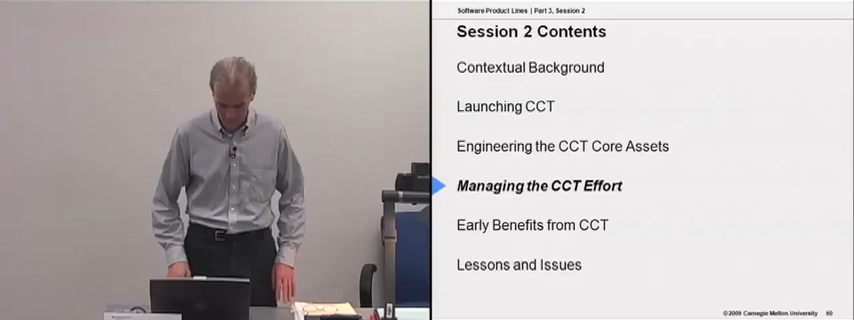 Software Product Lines | Part 3, Session 2
Session 2 Contents
Contextual Background
Launching CCT
Engineering the CCT Core Assets
Managing the CCT Effort
Early Benefits from CCT
Lessons and Issues
© 2009 Carnegie Mellon University 50